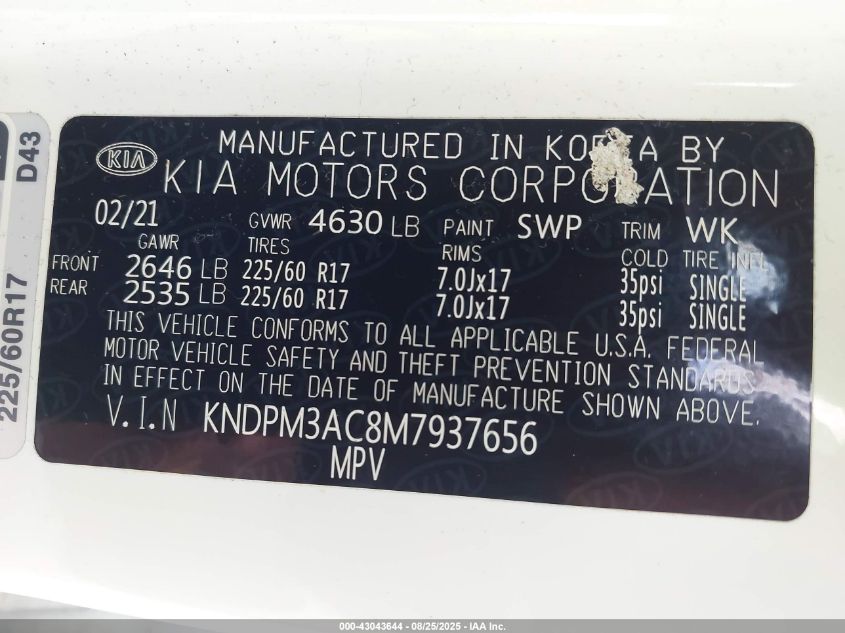 D43
225/60R17
KIA
MANUFACTURED IN KOREA BY
KIA MOTORS CORPORATION
02/21 GVWR 4630 LB PAINT SWP TRIM WK
GAWR TIRES RIMS COLD TIRE INFL
FRONT 2646 LB 225/60 R17 7.0Jx17 35psi SINGLE
REAR 2535 LB 225/60 R17 7.0Jx17 35psi SINGLE
THIS VEHICLE CONFORMS TO ALL APPLICABLE U.S.A. FEDERAL
MOTOR VEHICLE SAFETY AND THEFT PREVENTION STANDARDS
IN EFFECT ON THE DATE OF MANUFACTURE SHOWN ABOVE.
V.I.N KNDPM3AC8M7937656
MPV
000-43043644 - 08/25/2025 - IAA Inc.